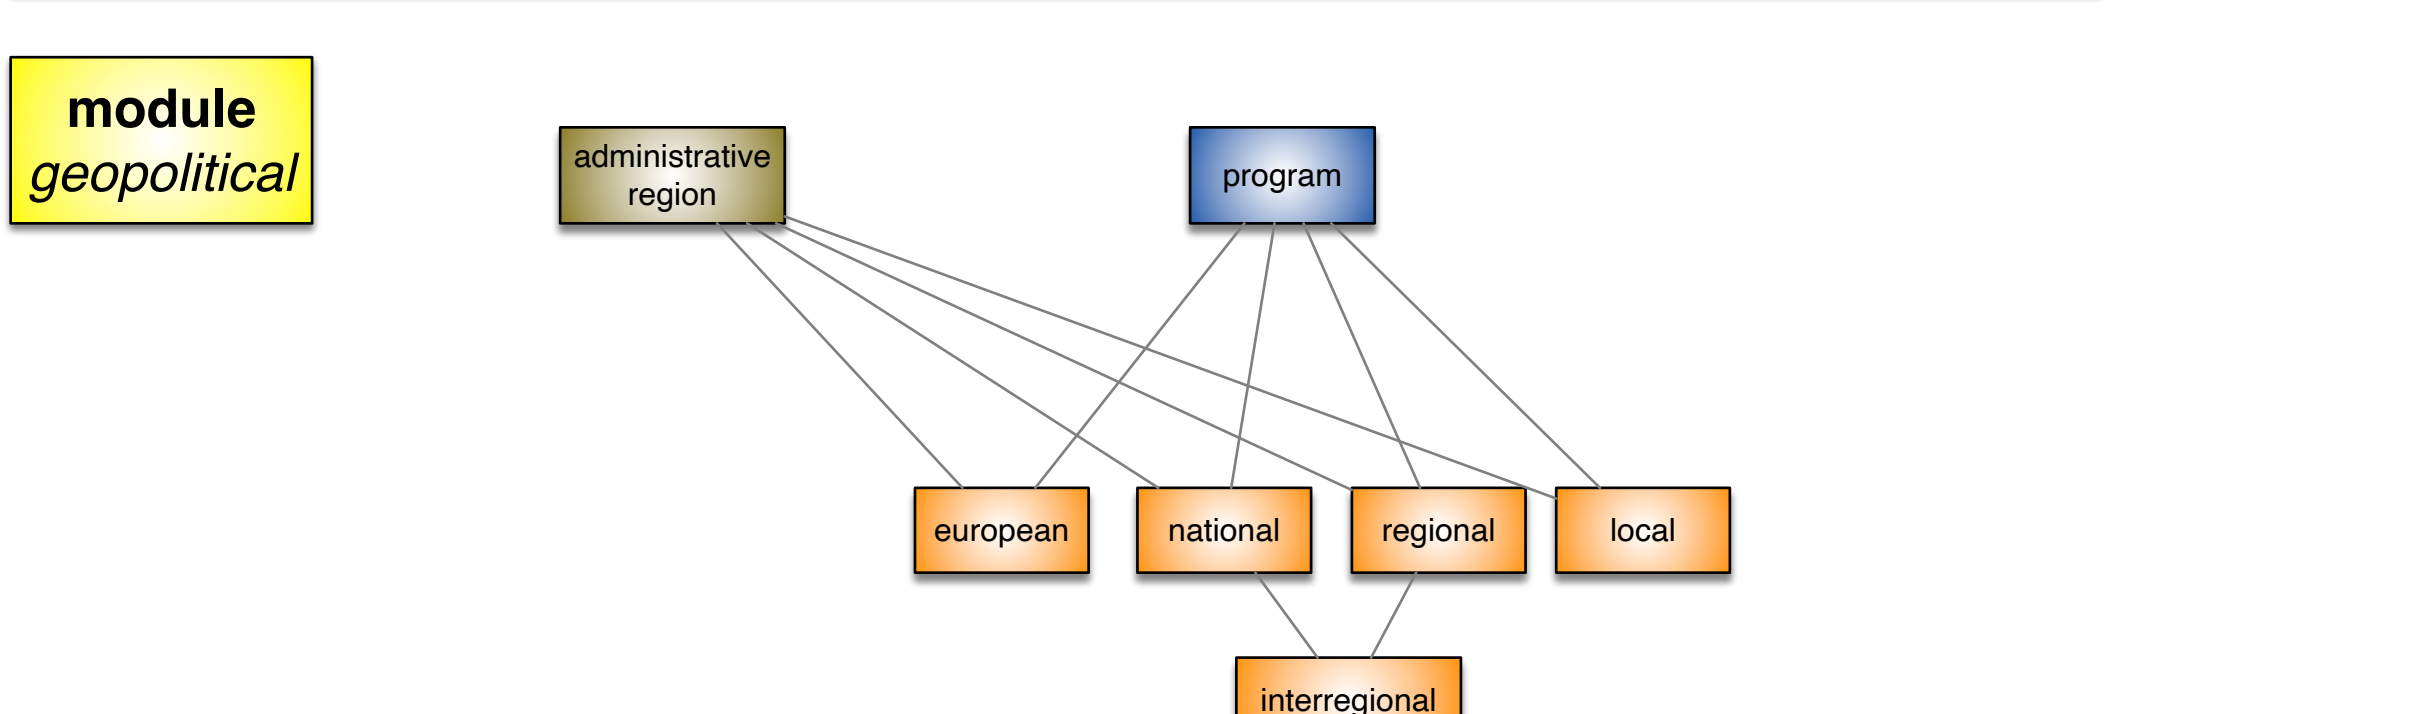 module
geopolitical
administrative
region
program
european
national
regional
local
interregional